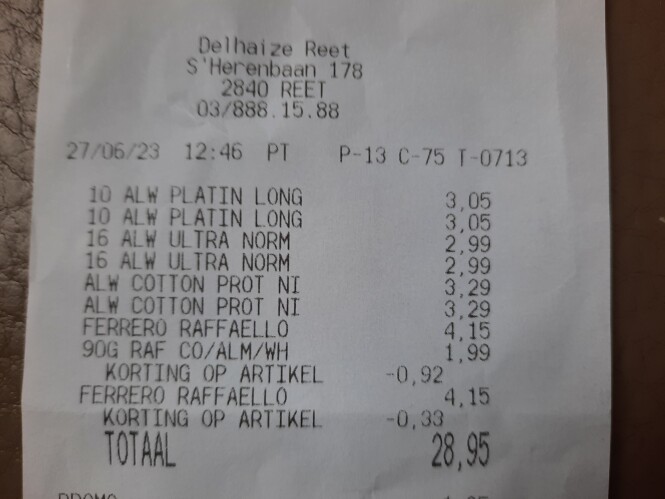 Delhaize Reet
S'Herenbaan 178
2840 REET
03/888.15.88
27/06/23 12:46 PT P-13 C-75 T-0713
10 ALW PLATIN LONG 3,05
10 ALW PLATIN LONG 3,05
16 ALW ULTRA NORM 2,99
16 ALW ULTRA NORM 2,99
ALW COTTON PROT NI 3,29
ALW COTTON PROT NI 3,29
FERRERO RAFFAELLO 4,15
90G RAF CO/ALM/WH 1,99
KORTING OP ARTIKEL -0,92
FERRERO RAFFAELLO 4,15
KORTING OP ARTIKEL -0,33
TOTAAL 28,95